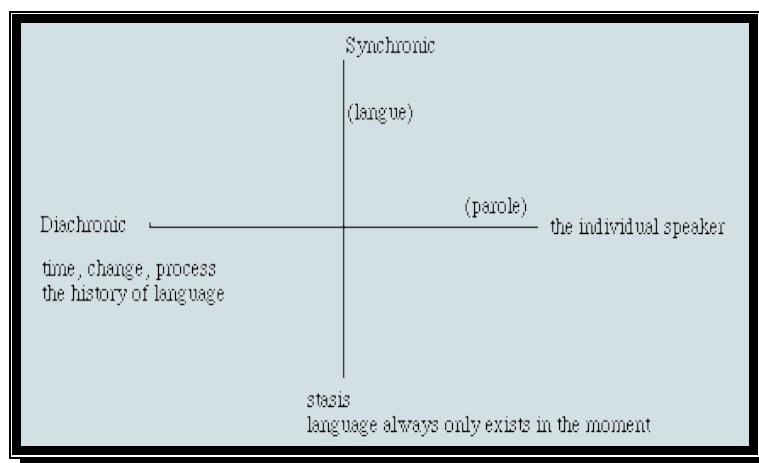 Synchronic
(langue)
(parole)
Diachronic
the individual speaker
time, change, process
the history of language
stasis
language always only exists in the moment